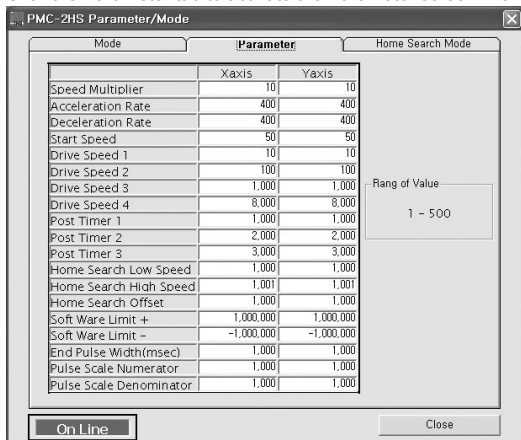 PMC-2HS Parameter/Mode
Mode Parameter Home Search Mode
Xaxis Yaxis
Speed Multiplier 10 10
Acceleration Rate 400 400
Deceleration Rate 400 400
Start Speed 50 50
Drive Speed 1 10 10
Drive Speed 2 100 100
Drive Speed 3 1,000 1,000
Drive Speed 4 8,000 8,000
Post Timer 1 1,000 1,000
Post Timer 2 2,000 2,000
Post Timer 3 3,000 3,000
Home Search Low Speed 1,000 1,000
Home Search High Speed 1,001 1,001
Home Search Offset 1,000 1,000
Soft Ware Limit + 1,000,000 1,000,000
Soft Ware Limit - -1,000,000 -1,000,000
End Pulse Width(msec) 1,000 1,000
Pulse Scale Numerator 1,000 1,000
Pulse Scale Denominator 1,000 1,000
Rang of Value
1 - 500
On Line
Close